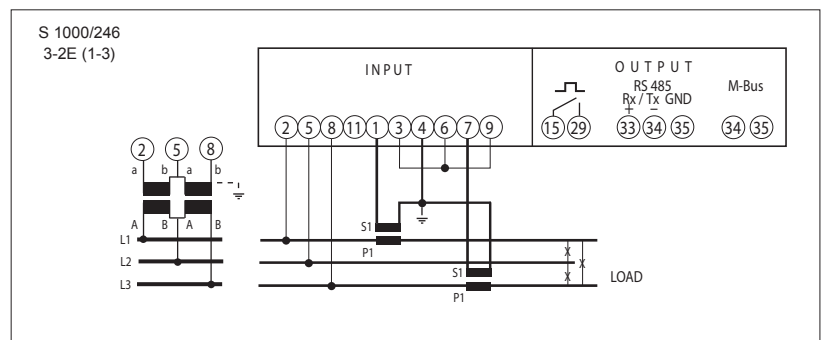 S 1000/246
3-2E (1-3)
INPUT
OUTPUT
RS 485
Rx / Tx GND
+ −
M-Bus
2 5 8 11 1 3 4 6 7 9
15 29 33 34 35 34 35
2 5 8
a b a b
A B A B
L1
L2
L3
S1
P1
S1
P1
X
X
X
LOAD